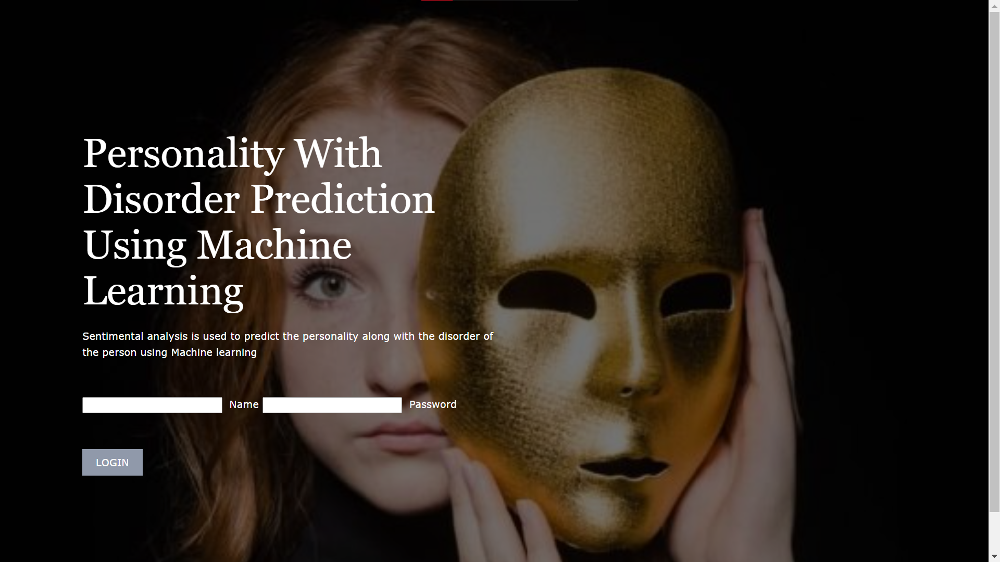 Personality With
Disorder Prediction
Using Machine
Learning
Sentimental analysis is used to predict the personality along with the disorder of
the person using Machine learning
Name Password
LOGIN